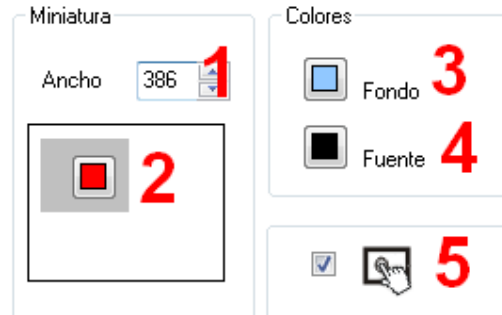 Miniatura
Ancho 386 1
2
Colores
Fondo 3
Fuente 4
5